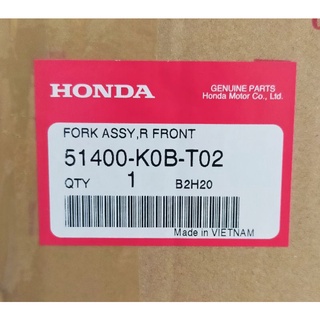 HONDA
GENUINE PARTS
Honda Motor Co., Ltd.
FORK ASSY,R FRONT
51400-K0B-T02
QTY 1 B2H20
Made in VIETNAM